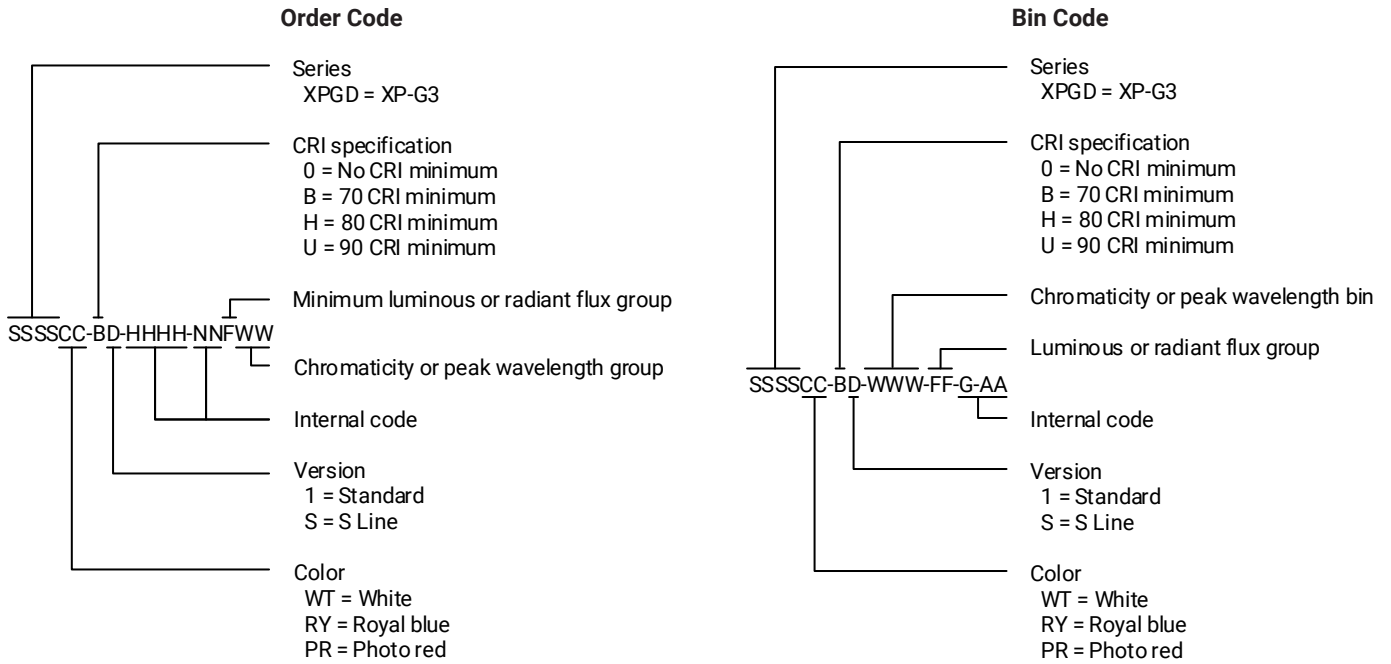 Order Code
Series
XPGD = XP-G3
CRI specification
0 = No CRI minimum
B = 70 CRI minimum
H = 80 CRI minimum
U = 90 CRI minimum
Minimum luminous or radiant flux group
SSSSCC-BD-HHHH-NNFWW
Chromaticity or peak wavelength group
Internal code
Version
1 = Standard
S = S Line
Color
WT = White
RY = Royal blue
PR = Photo red
Bin Code
Series
XPGD = XP-G3
CRI specification
0 = No CRI minimum
B = 70 CRI minimum
H = 80 CRI minimum
U = 90 CRI minimum
Chromaticity or peak wavelength bin
Luminous or radiant flux group
SSSSCC-BD-WWW-FF-G-AA
Internal code
Version
1 = Standard
S = S Line
Color
WT = White
RY = Royal blue
PR = Photo red